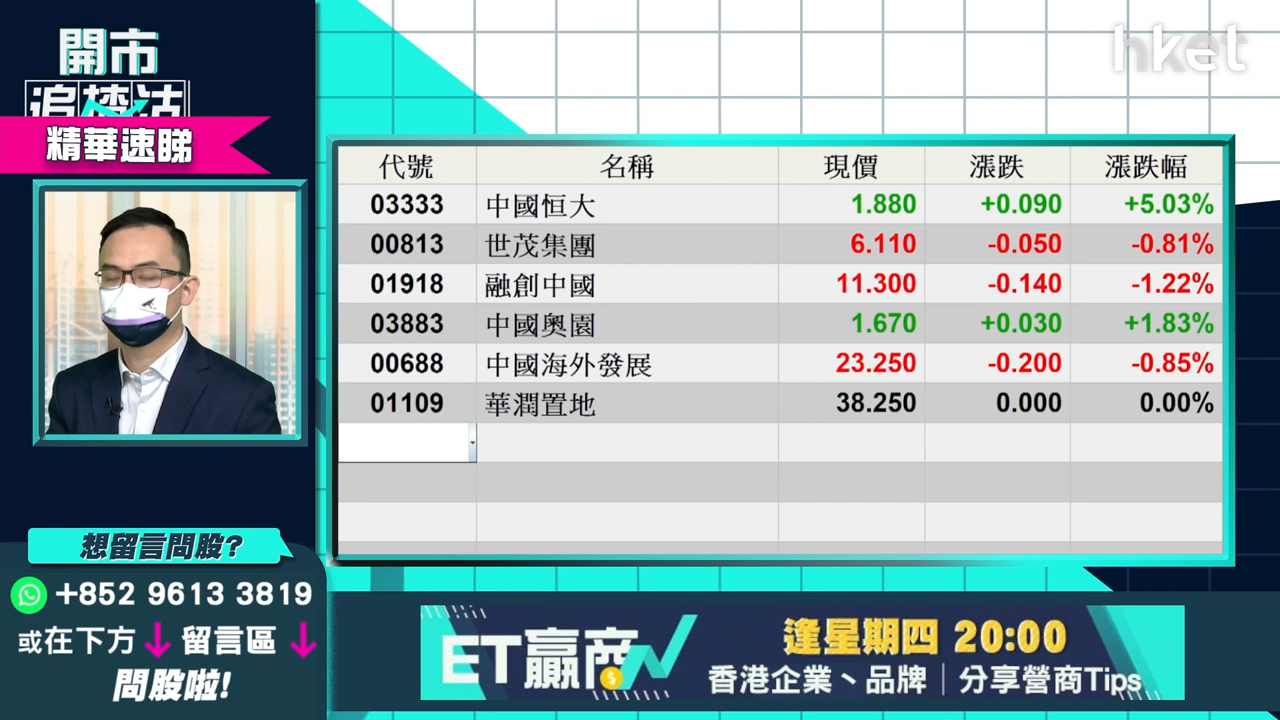 開市
追揸沽
精華速睇
hket
代號 名稱 現價 漲跌 漲跌幅
03333 中國恒大 1.880 +0.090 +5.03%
00813 世茂集團 6.110 -0.050 -0.81%
01918 融創中國 11.300 -0.140 -1.22%
03883 中國奧園 1.670 +0.030 +1.83%
00688 中國海外發展 23.250 -0.200 -0.85%
01109 華潤置地 38.250 0.000 0.00%
想留言問股?
+852 9613 3819
或在下方 留言區
問股啦!
ET贏商
逢星期四 20:00
香港企業、品牌｜分享營商Tips